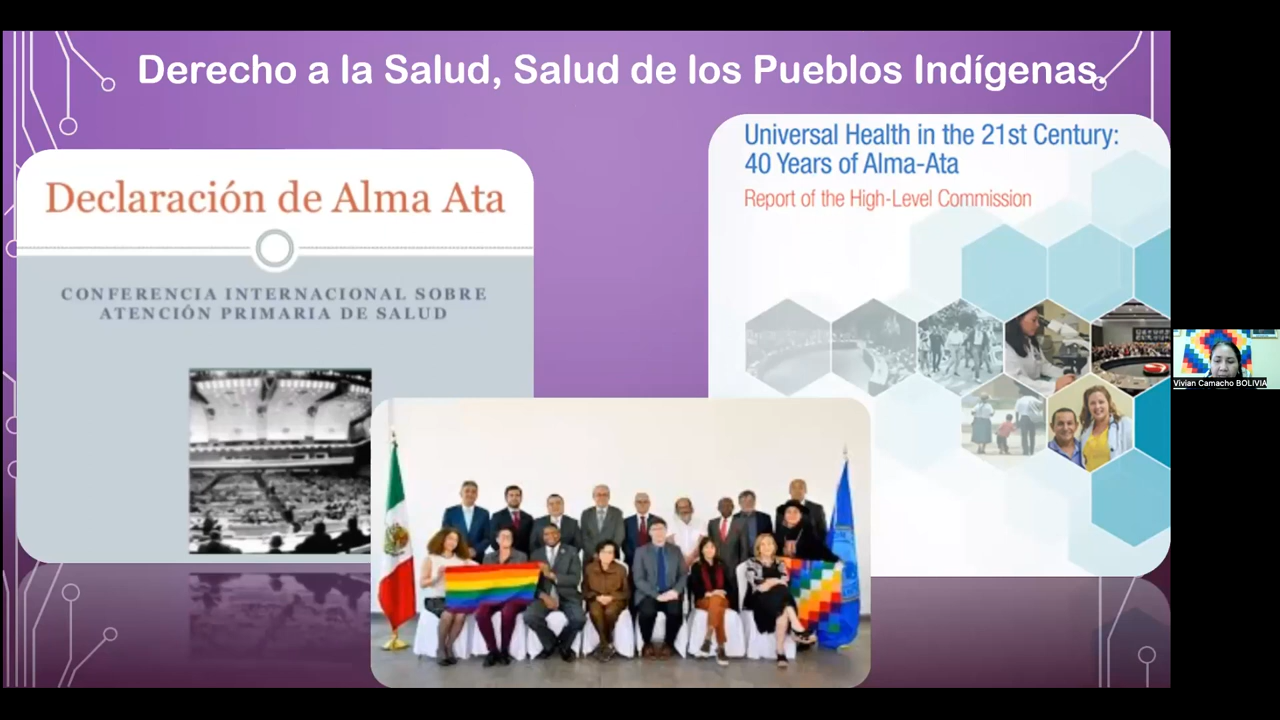 Derecho a la Salud, Salud de los Pueblos Indígenas.
Declaración de Alma Ata
CONFERENCIA INTERNACIONAL SOBRE
ATENCIÓN PRIMARIA DE SALUD
Universal Health in the 21st Century:
40 Years of Alma-Ata
Report of the High-Level Commission
Vivian Camacho BOLIVIA